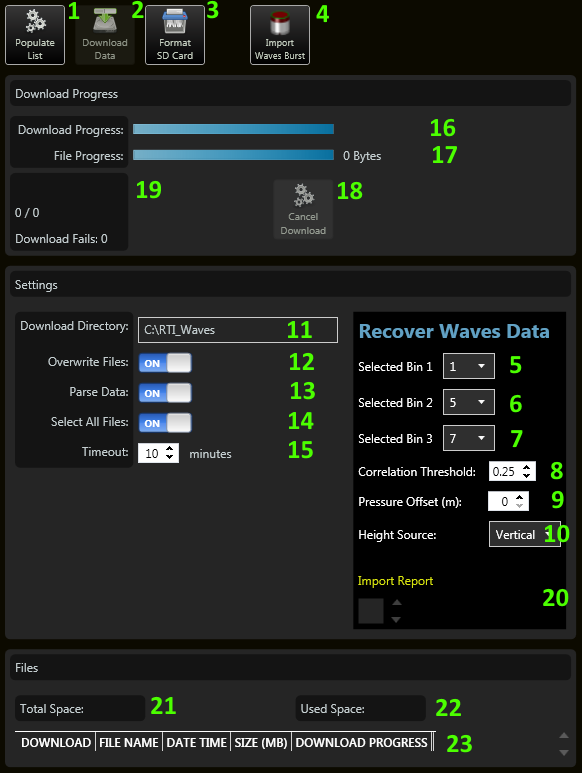 1 2 3 4
Populate List
Download Data
Format SD Card
Import Waves Burst
Download Progress
Download Progress: 16
File Progress: 0 Bytes 17
19 18
0 / 0
Cancel Download
Download Fails: 0
Settings
Download Directory: C:\RTI_Waves 11
Overwrite Files: ON 12
Parse Data: ON 13
Select All Files: ON 14
Timeout: 10 minutes 15
Recover Waves Data
Selected Bin 1 1 5
Selected Bin 2 5 6
Selected Bin 3 7 7
Correlation Threshold: 0.25 8
Pressure Offset (m): 0 9
Height Source: Vertical 10
Import Report
20
Files
Total Space: 21 Used Space: 22
DOWNLOAD FILE NAME DATE TIME SIZE (MB) DOWNLOAD PROGRESS 23